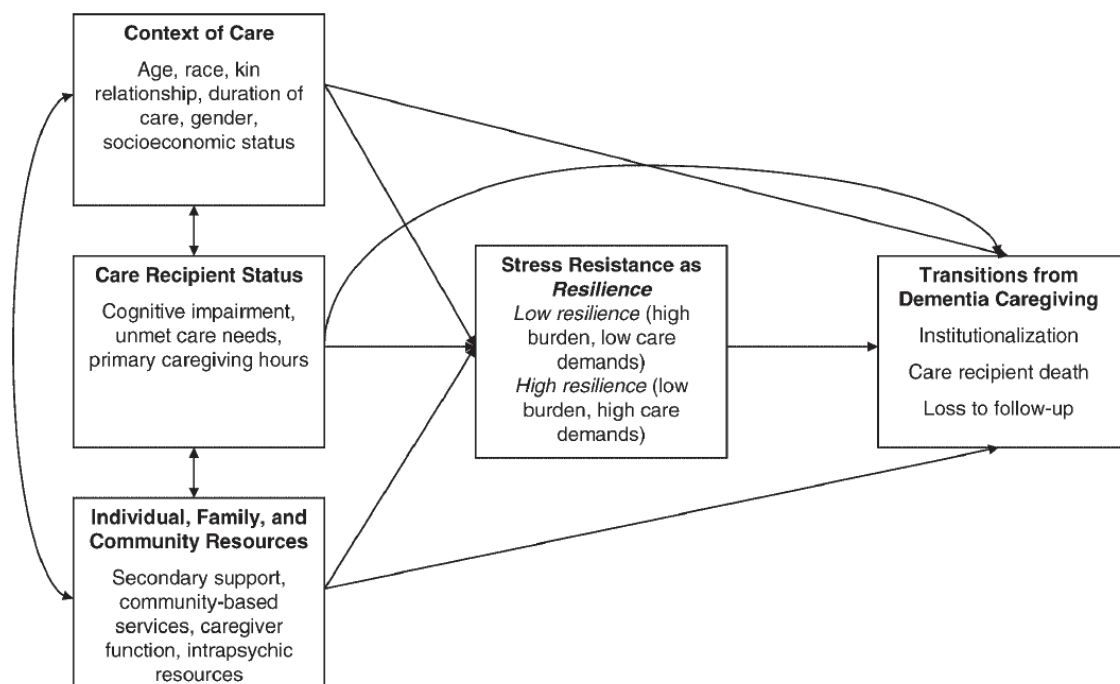 Context of Care
Age, race, kin
relationship, duration of
care, gender,
socioeconomic status
Care Recipient Status
Cognitive impairment,
unmet care needs,
primary caregiving hours
Individual, Family, and
Community Resources
Secondary support,
community-based
services, caregiver
function, intrapsychic
resources
Stress Resistance as
Resilience
Low resilience (high
burden, low care
demands)
High resilience (low
burden, high care
demands)
Transitions from
Dementia Caregiving
Institutionalization
Care recipient death
Loss to follow-up